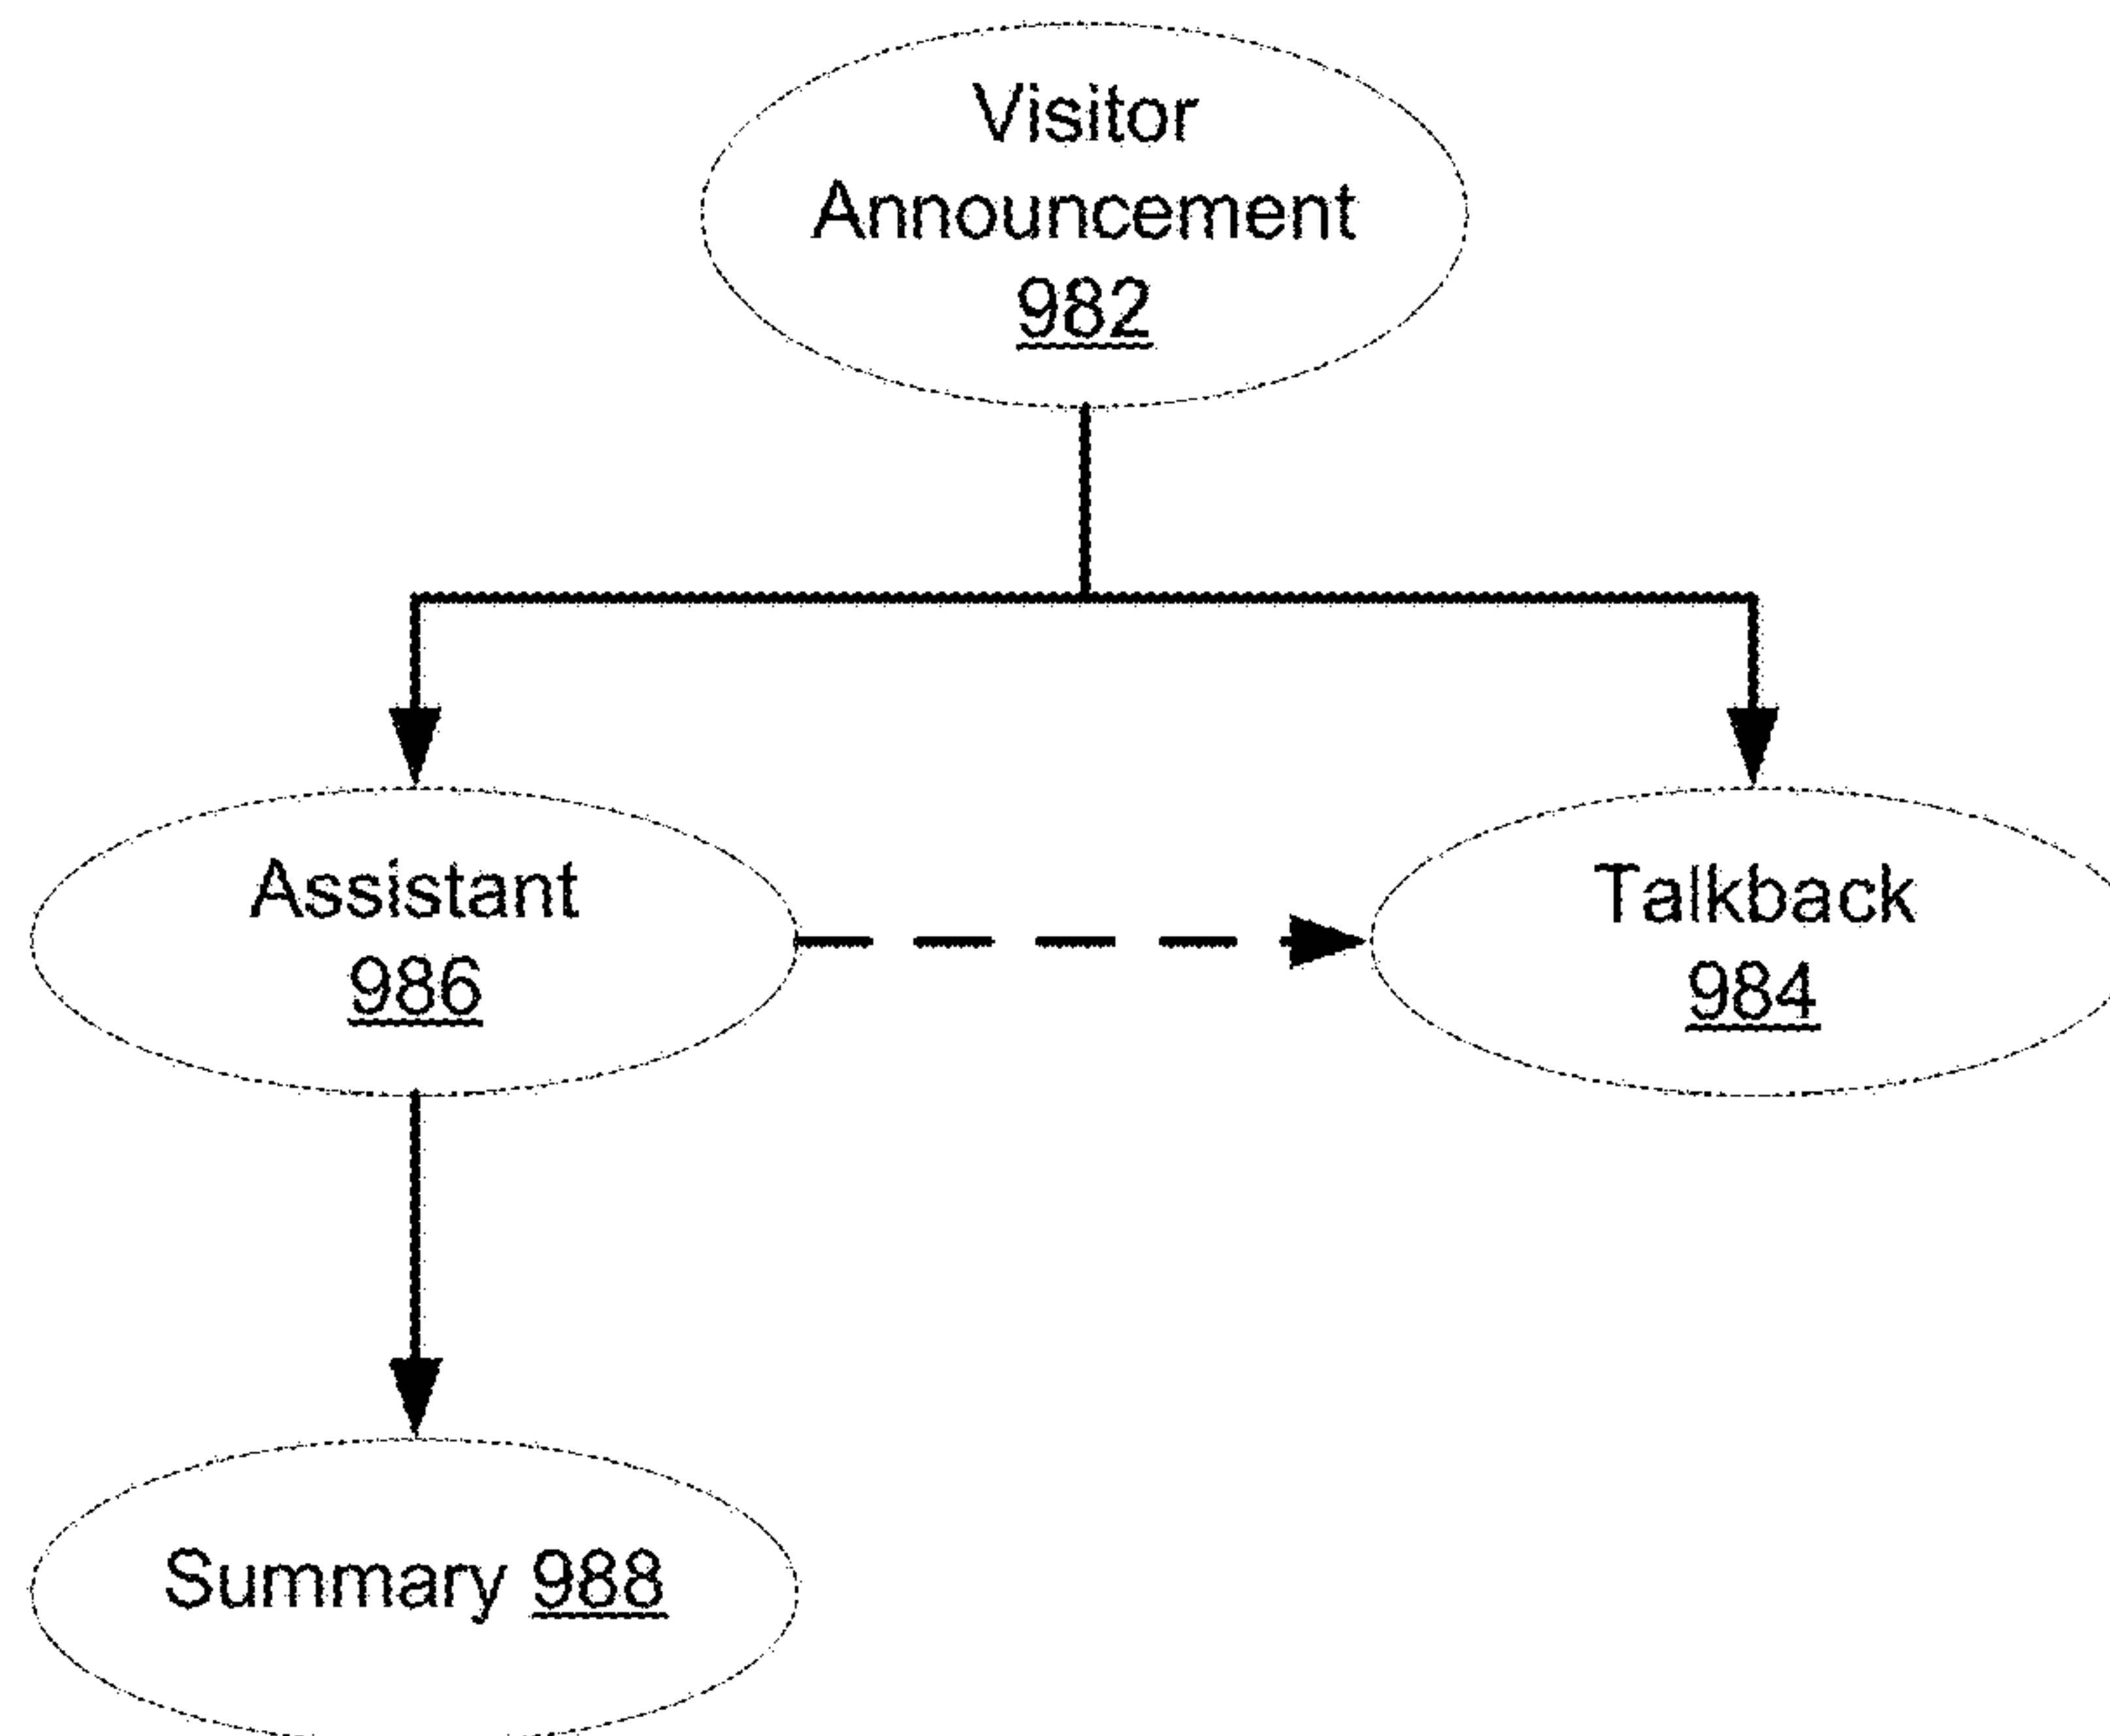 Visitor
Announcement
982
Assistant
986
Talkback
984
Summary 988